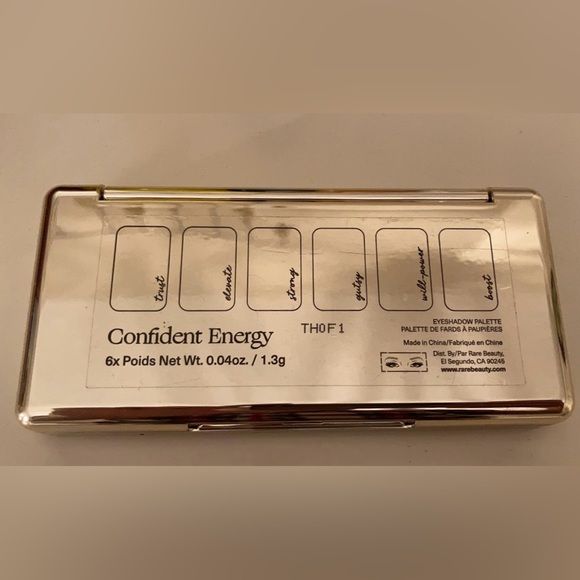 trust
elevate
strong
gutsy
will-power
boost
Confident Energy
TH0F1
6x Poids Net Wt. 0.04oz. / 1.3g
EYESHADOW PALETTE
PALETTE DE FARDS À PAUPIÈRES
Made in China/Fabriqué en Chine
Dist. By/Par Rare Beauty,
El Segundo, CA 90245
www.rarebeauty.com